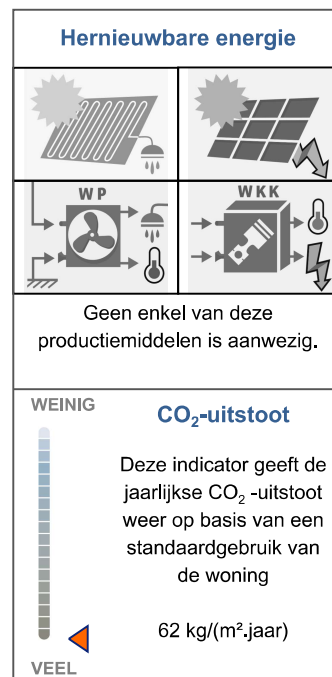 Hernieuwbare energie
WP
WKK
Geen enkel van deze
productiemiddelen is aanwezig.
WEINIG
CO₂-uitstoot
Deze indicator geeft de
jaarlijkse CO₂ -uitstoot
weer op basis van een
standaardgebruik van
de woning
62 kg/(m².jaar)
VEEL